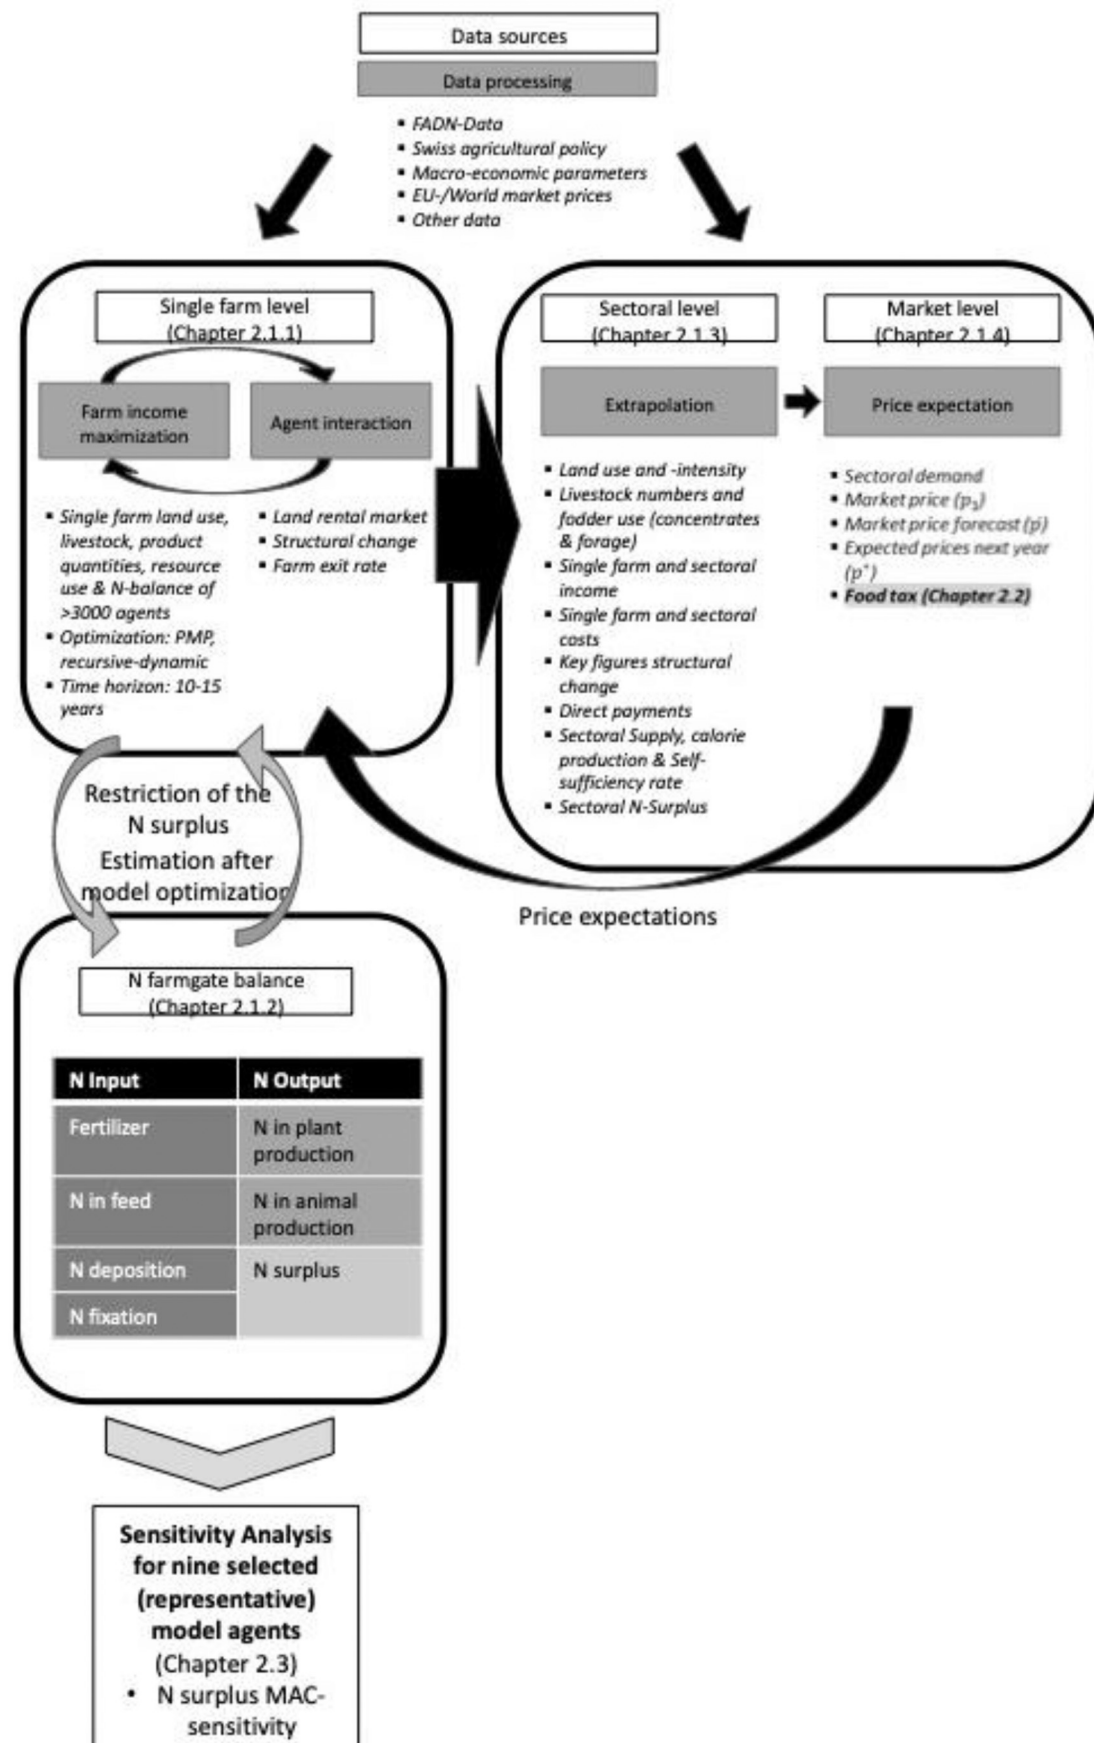 Data sources
Data processing
▪ FADN-Data
▪ Swiss agricultural policy
▪ Macro-economic parameters
▪ EU-/World market prices
▪ Other data
Single farm level
(Chapter 2.1.1)
Farm income
maximization
Agent interaction
▪ Single farm land use,
livestock, product
quantities, resource
use & N-balance of
>3000 agents
▪ Optimization: PMP,
recursive-dynamic
▪ Time horizon: 10-15
years
▪ Land rental market
▪ Structural change
▪ Farm exit rate
Sectoral level
(Chapter 2.1.3)
Extrapolation
▪ Land use and -intensity
▪ Livestock numbers and
fodder use (concentrates
& forage)
▪ Single farm and sectoral
income
▪ Single farm and sectoral
costs
▪ Key figures structural
change
▪ Direct payments
▪ Sectoral Supply, calorie
production & Self-
sufficiency rate
▪ Sectoral N-Surplus
Market level
(Chapter 2.1.4)
Price expectation
▪ Sectoral demand
▪ Market price
▪ Market price forecast
▪ Expected prices next year
(p*)
▪ Food tax (Chapter 2.2)
Price expectations
Restriction of the
N surplus
Estimation after
model optimization
N farmgate balance
(Chapter 2.1.2)
N Input N Output
Fertilizer N in plant
production
N in feed N in animal
production
N deposition N surplus
N fixation
Sensitivity Analysis
for nine selected
(representative)
model agents
(Chapter 2.3)
• N surplus MAC-
sensitivity